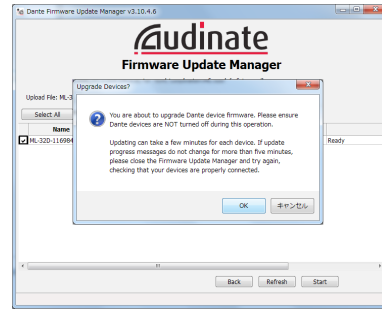 Dante Firmware Update Manager v3.10.4.6
Audinate
Firmware Update Manager
Upgrade Devices?
Upload File: ML-3
Select All
Name
ML-32D-116984
Ready
You are about to upgrade Dante device firmware. Please ensure
Dante devices are NOT turned off during this operation.
Updating can take a few minutes for each device. If update
progress messages do not change for more than five minutes,
please close the Firmware Update Manager and try again,
checking that your devices are properly connected.
OK
キャンセル
Back
Refresh
Start